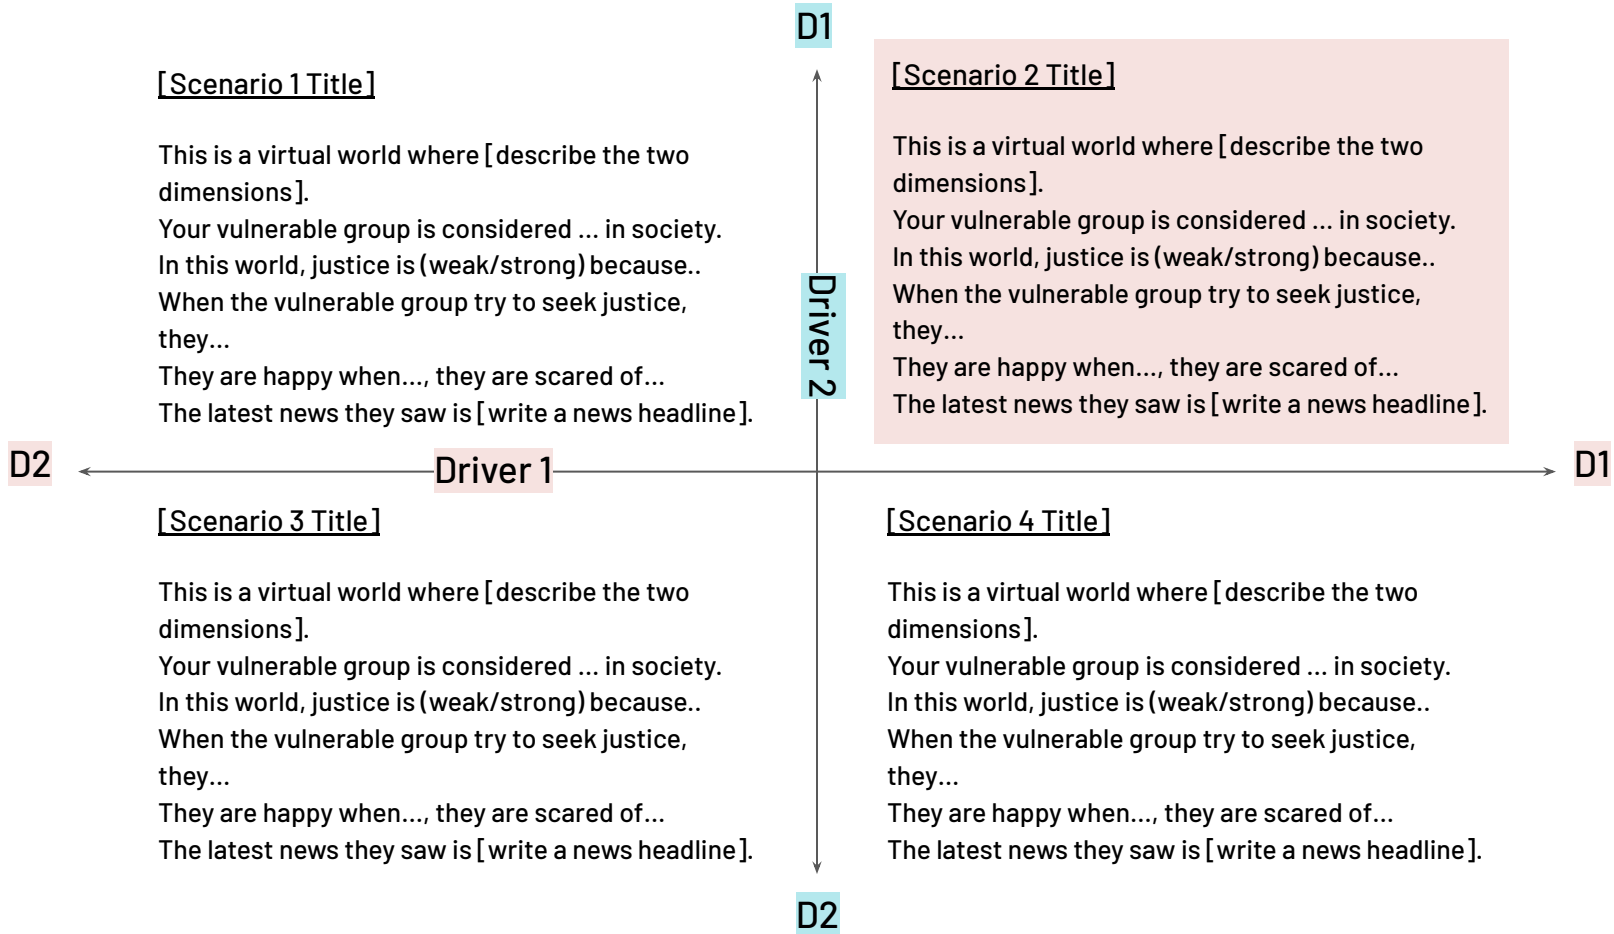 D1
[Scenario 1 Title]
This is a virtual world where [describe the two
dimensions].
Your vulnerable group is considered ... in society.
In this world, justice is (weak/strong) because..
When the vulnerable group try to seek justice,
they...
They are happy when..., they are scared of...
The latest news they saw is [write a news headline].
[Scenario 2 Title]
This is a virtual world where [describe the two
dimensions].
Your vulnerable group is considered ... in society.
In this world, justice is (weak/strong) because..
When the vulnerable group try to seek justice,
they...
They are happy when..., they are scared of...
The latest news they saw is [write a news headline].
Driver 2
D2
Driver 1
D1
[Scenario 3 Title]
This is a virtual world where [describe the two
dimensions].
Your vulnerable group is considered ... in society.
In this world, justice is (weak/strong) because..
When the vulnerable group try to seek justice,
they...
They are happy when..., they are scared of...
The latest news they saw is [write a news headline].
[Scenario 4 Title]
This is a virtual world where [describe the two
dimensions].
Your vulnerable group is considered ... in society.
In this world, justice is (weak/strong) because..
When the vulnerable group try to seek justice,
they...
They are happy when..., they are scared of...
The latest news they saw is [write a news headline].
D2